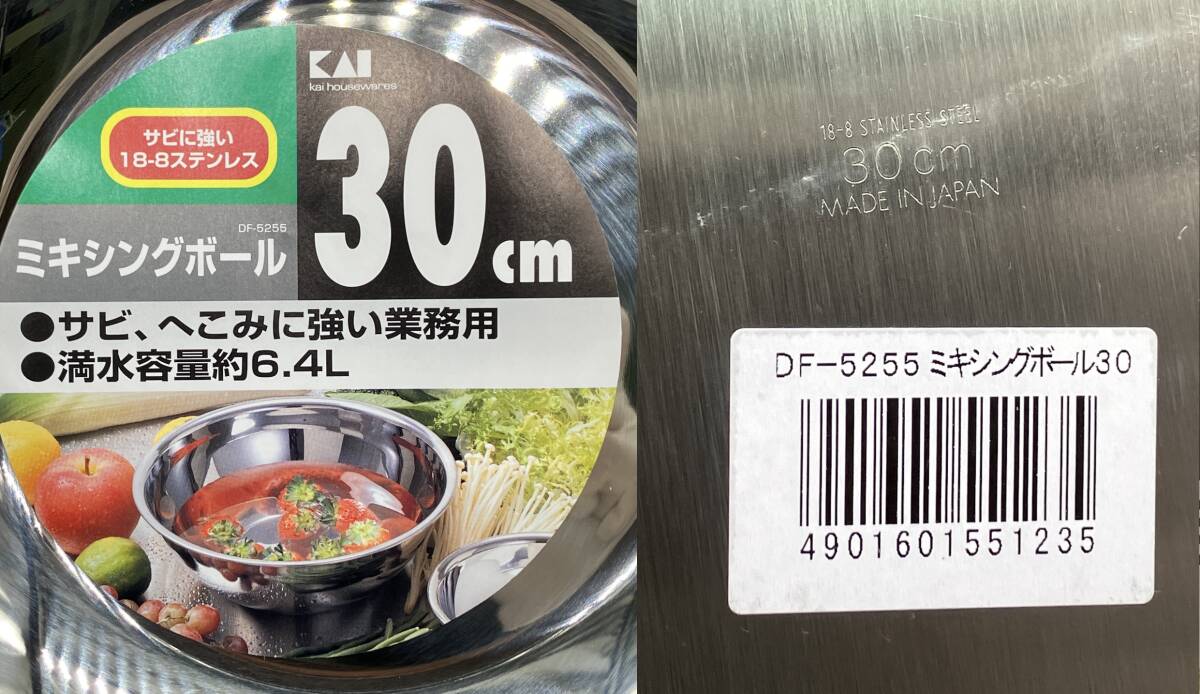 KAI
kai housewares
サビに強い
18-8ステンレス
30cm
DF-5255
ミキシングボール
●サビ、へこみに強い業務用
●満水容量約6.4L
18-8 STAINLESS STEEL
30cm
MADE IN JAPAN
DF-5255 ミキシングボール30
4901601551235